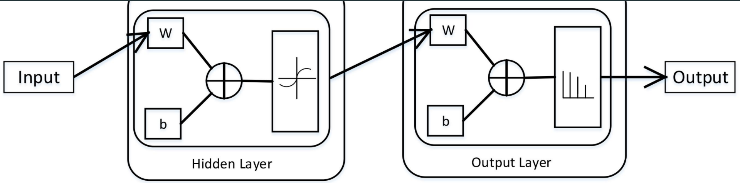 Input
W
b
Hidden Layer
W
b
Output Layer
Output